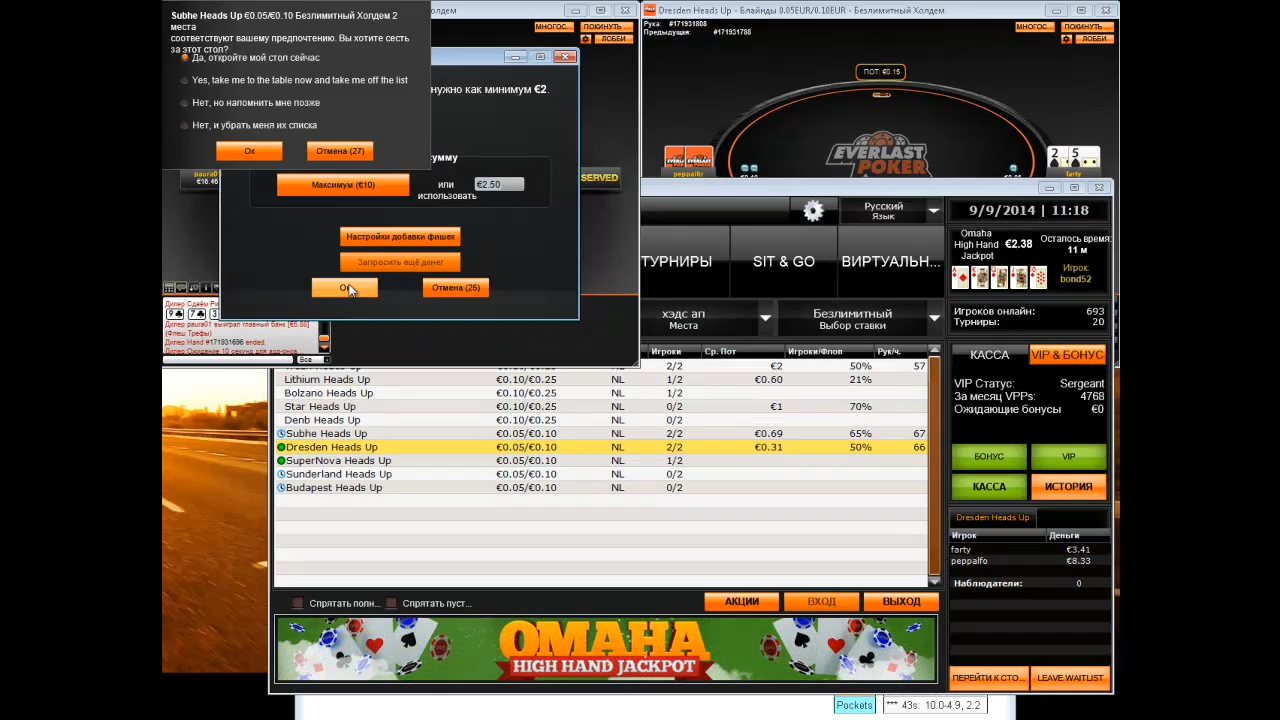 Subhe Heads Up €0.05/€0.10 Безлимитный Холдем 2
места
соответствуют вашему предпочтению. Вы хотите
за этот стол?
Да, откройте мой стол сейчас
Yes, take me to the table now and take me off the list
Нет, но напомнить мне позже
Нет, и убрать меня их списка
Ок
Отмена (27)
МНОГОС...
ПОКИНУТЬ ...
ЛОББИ
нужно как минимум €2.
сумму
Максимум (€10)
или
использовать
€2.50
Настройки добавки фишек
Запросить ещё денег
Отмена (26)
paura0
€16.46
SERVED
9 7 3
Дилер: paura01 выиграл главный банк [€6.88]
(Флеш Трефы)
Дилер: Hand #171931696 ended.
Все
Dresden Heads Up - Блайнды 0.05EUR/0.10EUR - Безлимитный Холдем
Рука: #171931808
Предыдущая: #171931788
МНОГОС...
ПОКИНУТЬ ...
ЛОББИ
ПОТ: €0.15
EVERLAST
POKER
peppalfo
2 5
farty
Русский
Язык
9/9/2014 | 11:18
ТУРНИРЫ
SIT & GO
ВИРТУАЛЬН...
Omaha
High Hand
Jackpot
€2.38
Осталось время:
11 м
Игрок:
bond52
хэдс ап
Места
Безлимитный
Выбор ставки
Игроков онлайн: 693
Турниры: 20
Игроки Ср. Пот Игроки/Флоп Рук/ч.
€0.10/€0.25 NL 2/2 €2 50% 57
Lithium Heads Up €0.10/€0.25 NL 1/2 €0.60 21%
Bolzano Heads Up €0.10/€0.25 NL 1/2
Star Heads Up €0.10/€0.25 NL 0/2 €1 70%
Denb Heads Up €0.10/€0.25 NL 0/2
Subhe Heads Up €0.05/€0.10 NL 2/2 €0.69 65% 67
Dresden Heads Up €0.05/€0.10 NL 2/2 €0.31 50% 66
SuperNova Heads Up €0.05/€0.10 NL 1/2
Sunderland Heads Up €0.05/€0.10 NL 0/2
Budapest Heads Up €0.05/€0.10 NL 0/2
КАССА
VIP & БОНУС
VIP Статус: Sergeant
За месяц VPPs: 4768
Ожидающие бонусы €0
БОНУС
VIP
КАССА
ИСТОРИЯ
Dresden Heads Up
Игрок Деньги
farty €3.41
peppalfo €8.33
Наблюдатели: 0
Спрятать полн...
Спрятать пуст...
АКЦИИ
ВХОД
ВЫХОД
OMAHA
HIGH HAND JACKPOT
ПЕРЕЙТИ К СТО...
LEAVE WAITLIST
Pockets
*** 43s: 10.0-4.9, 2.2